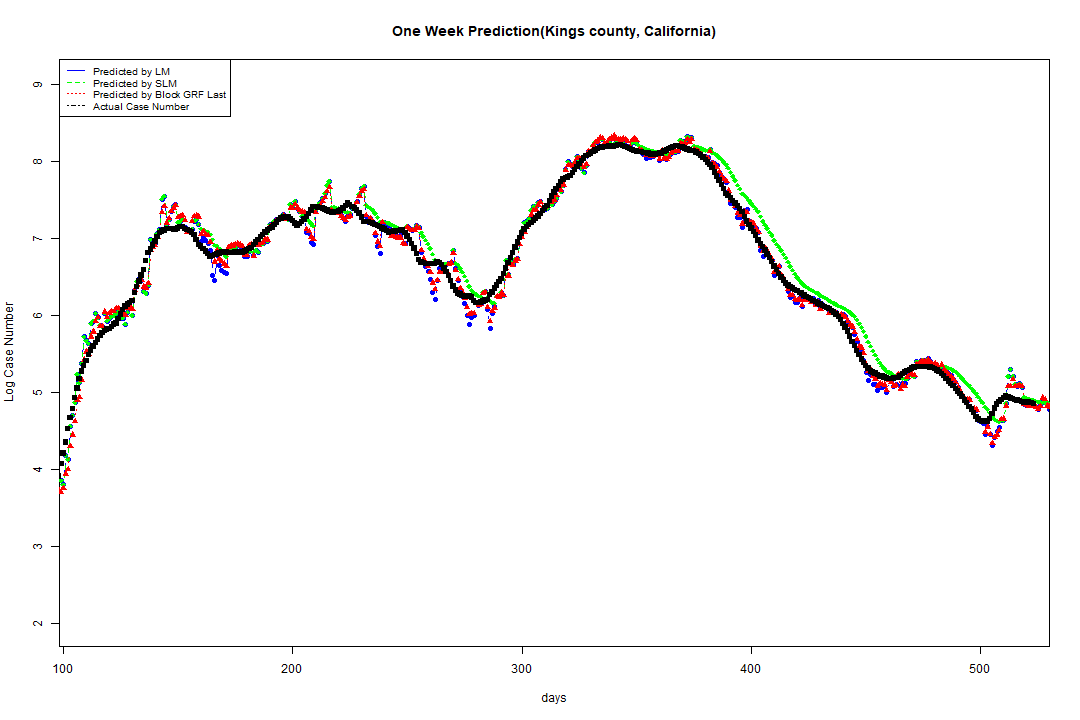 One Week Prediction(Kings county, California)
Predicted by LM
Predicted by SLM
Predicted by Block GRF Last
Actual Case Number
9
8
7
6
5
4
3
2
Log Case Number
100 200 300 400 500
days